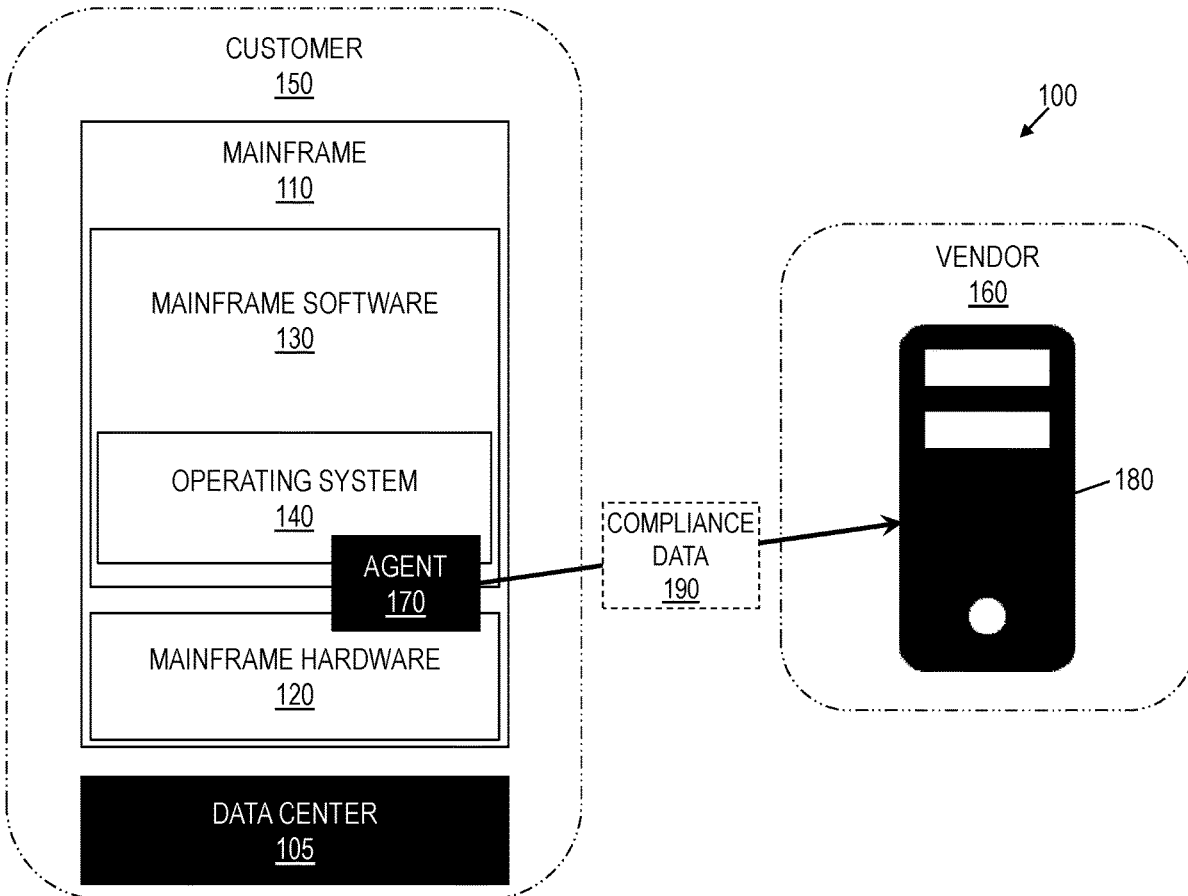 CUSTOMER
150
MAINFRAME
110
MAINFRAME SOFTWARE
130
OPERATING SYSTEM
140
AGENT
170
MAINFRAME HARDWARE
120
DATA CENTER
105
COMPLIANCE
DATA
190
100
VENDOR
160
180